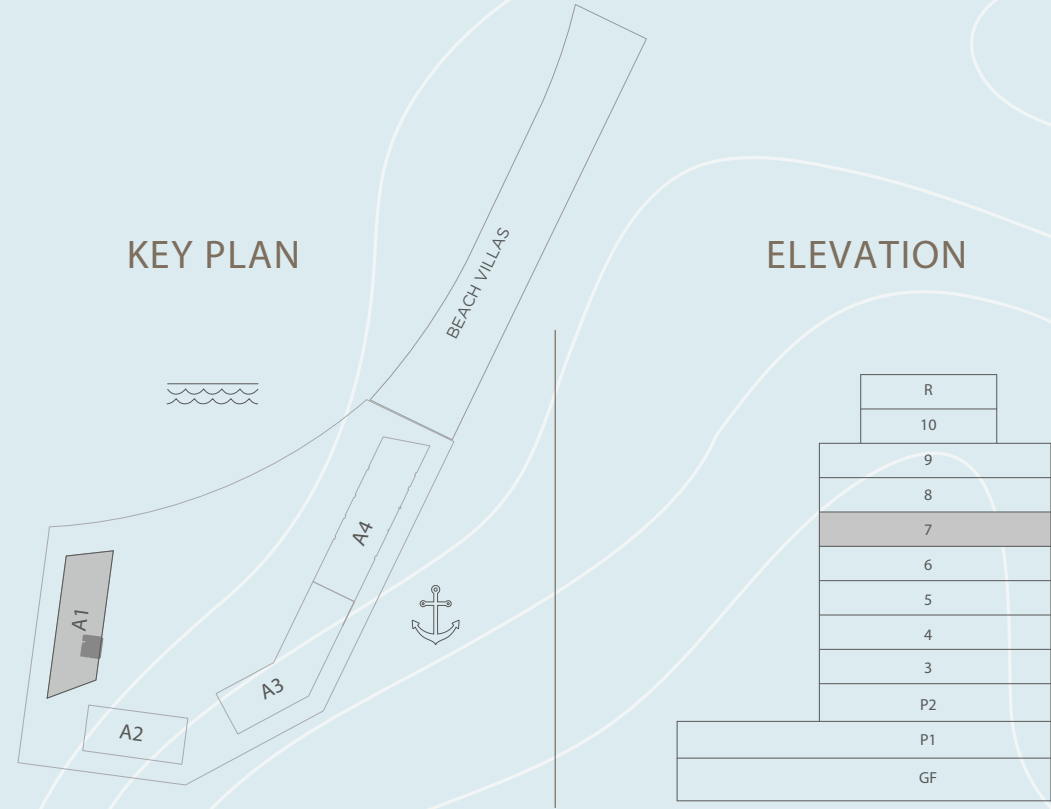 KEY PLAN
BEACH VILLAS
A4
A1
A3
A2
ELEVATION
R
10
9
8
7
6
5
4
3
P2
P1
GF